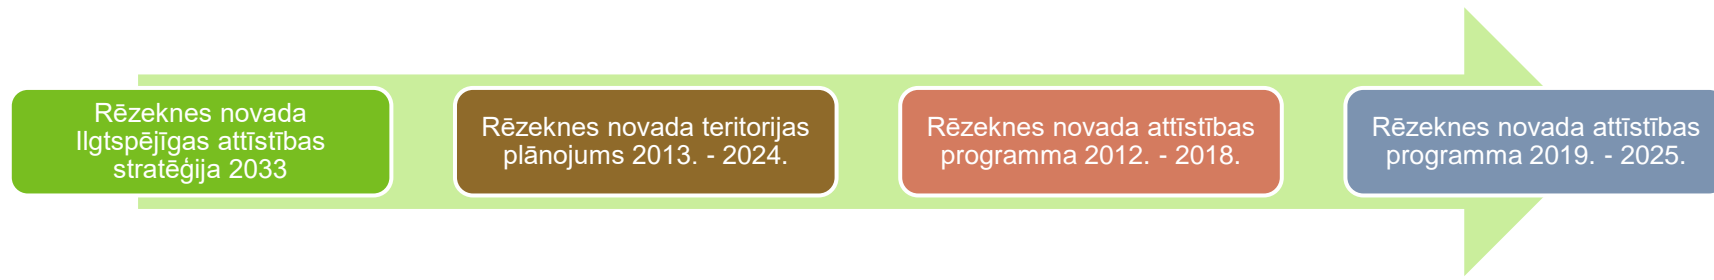 Rēzeknes novada
Ilgtspējīgas attīstības
stratēģija 2033
Rēzeknes novada teritorijas
plānojums 2013. - 2024.
Rēzeknes novada attīstības
programma 2012. - 2018.
Rēzeknes novada attīstības
programma 2019. - 2025.